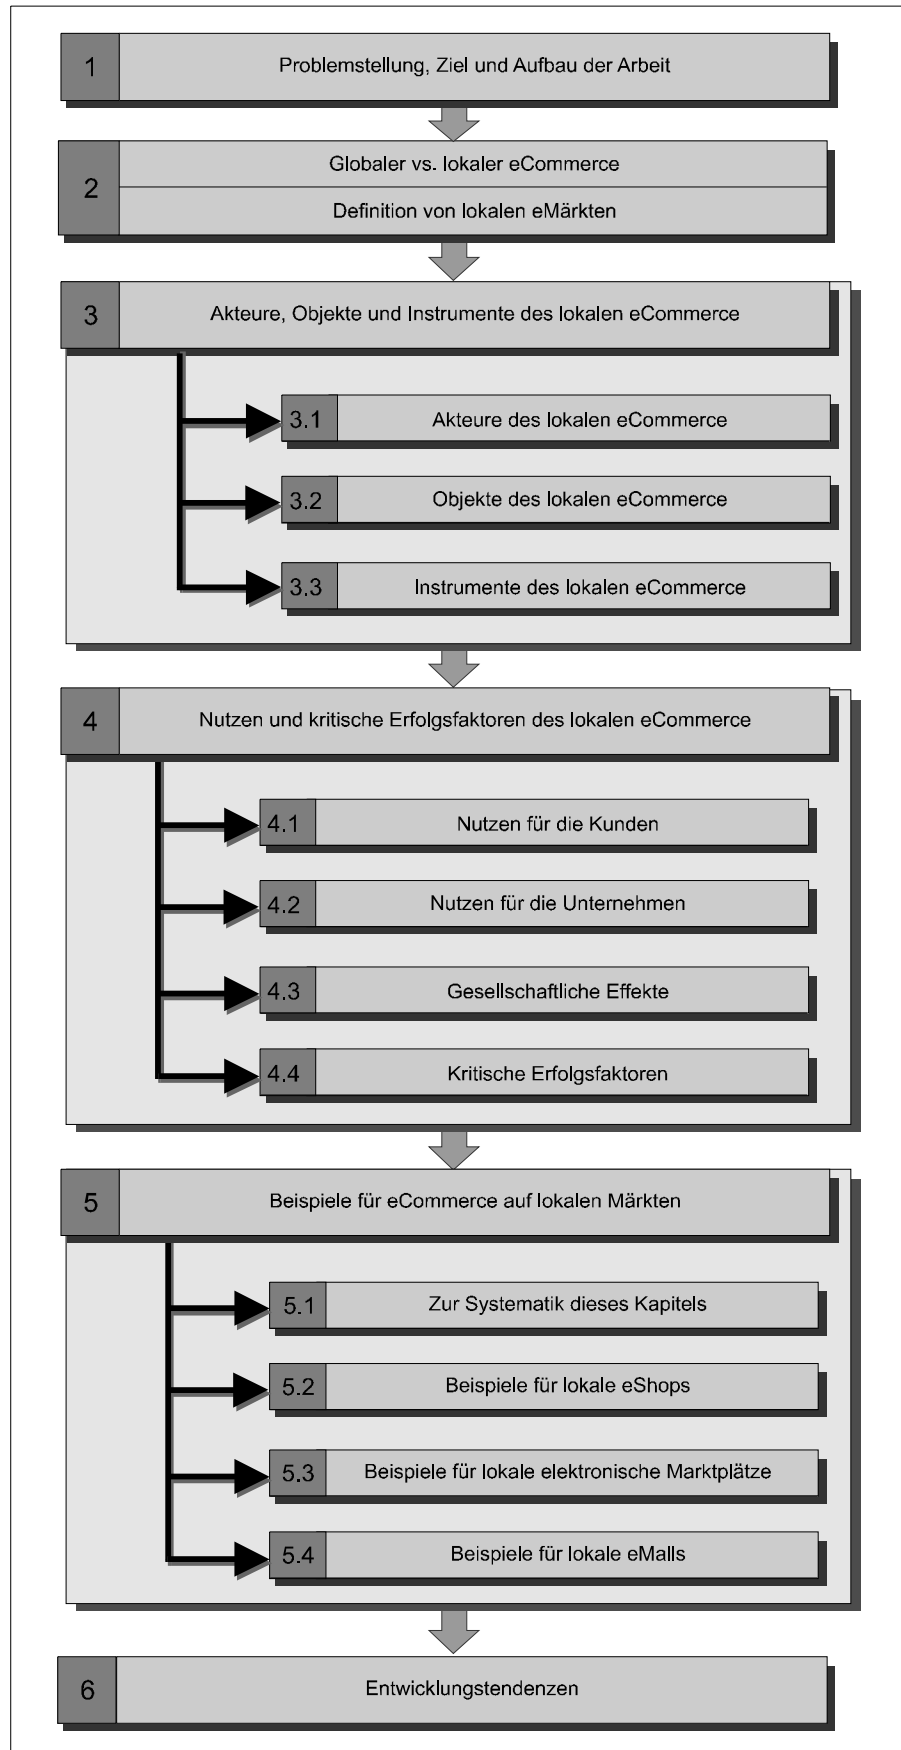 1 Problemstellung, Ziel und Aufbau der Arbeit
2
Globaler vs. lokaler eCommerce
Definition von lokalen eMärkten
3 Akteure, Objekte und Instrumente des lokalen eCommerce
3.1 Akteure des lokalen eCommerce
3.2 Objekte des lokalen eCommerce
3.3 Instrumente des lokalen eCommerce
4 Nutzen und kritische Erfolgsfaktoren des lokalen eCommerce
4.1 Nutzen für die Kunden
4.2 Nutzen für die Unternehmen
4.3 Gesellschaftliche Effekte
4.4 Kritische Erfolgsfaktoren
5 Beispiele für eCommerce auf lokalen Märkten
5.1 Zur Systematik dieses Kapitels
5.2 Beispiele für lokale eShops
5.3 Beispiele für lokale elektronische Marktplätze
5.4 Beispiele für lokale eMalls
6 Entwicklungstendenzen